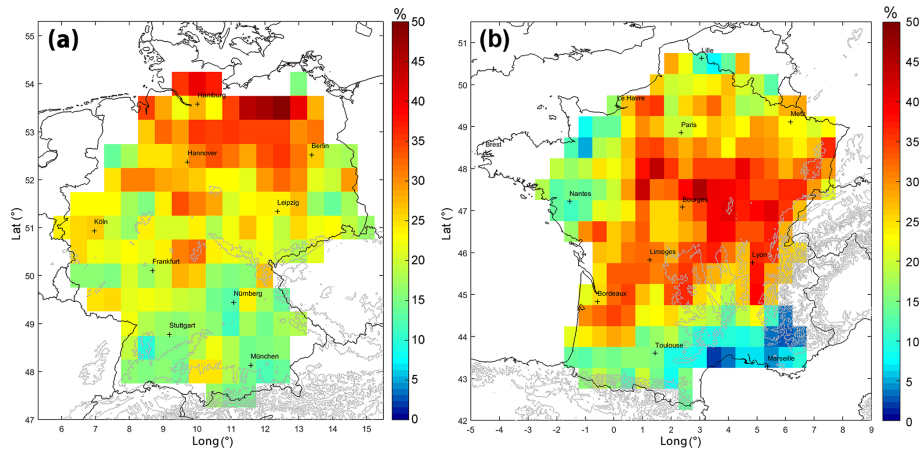 (a)
%
50
45
40
35
30
25
20
15
10
5
0
55
54
53
52
51
50
49
48
47
Lat (°)
6 7 8 9 10 11 12 13 14 15
Long (°)
Hamburg
Berlin
Hannover
Leipzig
Köln
Frankfurt
Nürnberg
Stuttgart
München
(b)
%
50
45
40
35
30
25
20
15
10
5
0
51
50
49
48
47
46
45
44
43
42
Lat (°)
-5 -4 -3 -2 -1 0 1 2 3 4 5 6 7 8 9
Long (°)
Lille
Le Havre
Metz
Paris
Brest
Nantes
Bourges
Limoges
Lyon
Bordeaux
Toulouse
Marseille